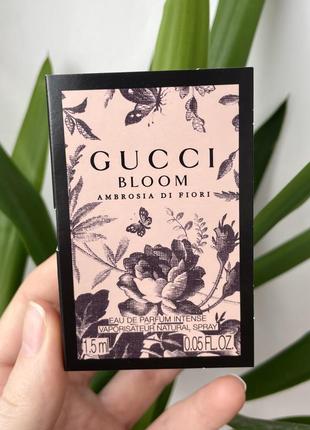 GUCCI
BLOOM
AMBROSIA DI FIORI
EAU DE PARFUM INTENSE
VAPORISATEUR NATURAL SPRAY
1.5 ml 0.05 FL.OZ.